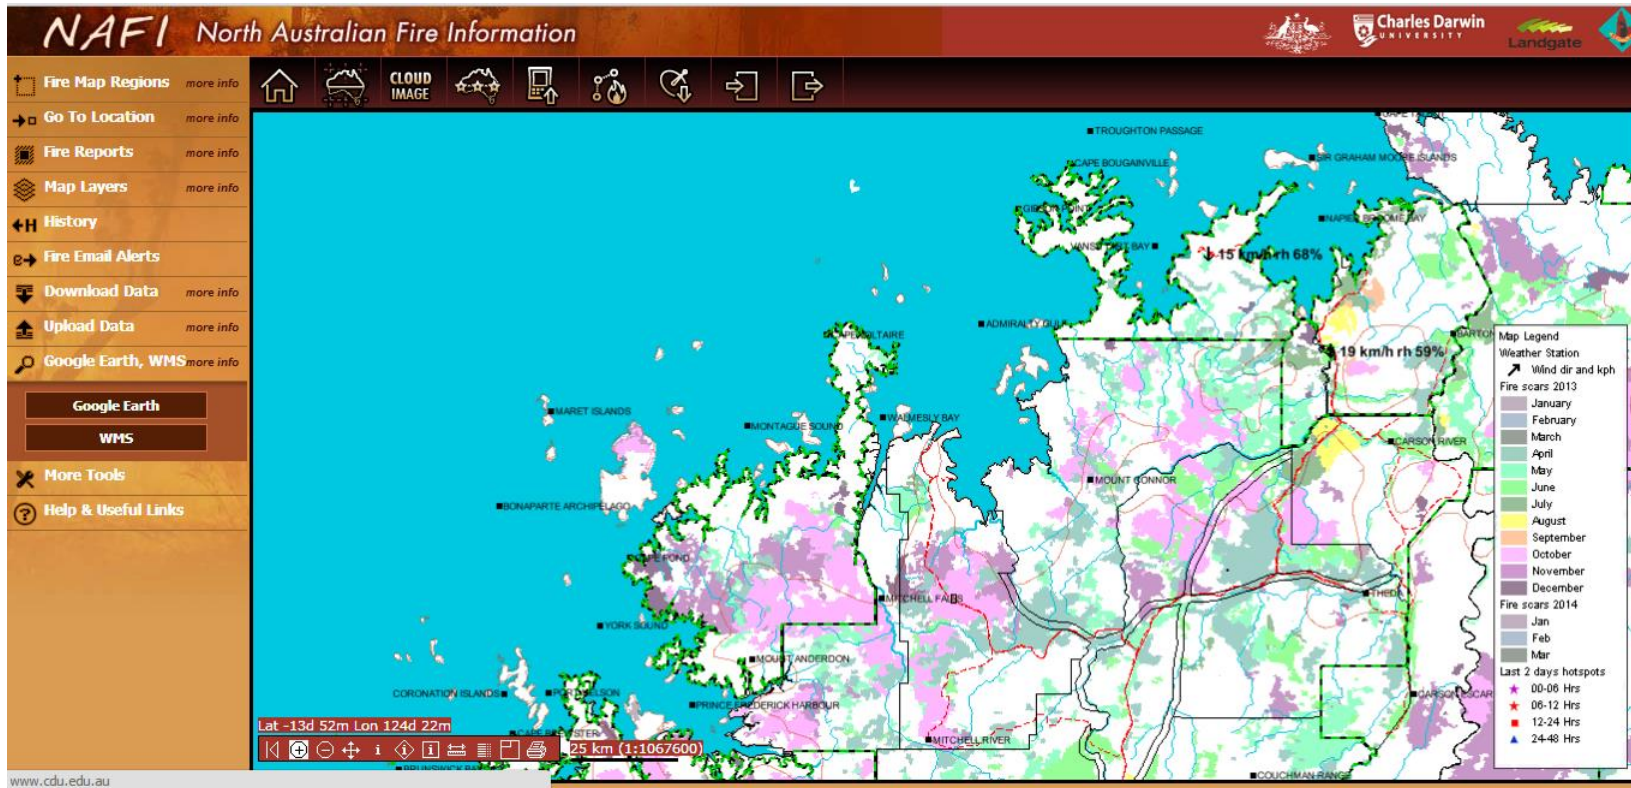 NAFI North Australian Fire Information
Charles Darwin
UNIVERSITY
Landgate
Fire Map Regions more info
Go To Location more info
Fire Reports more info
Map Layers more info
History
Fire Email Alerts
Download Data more info
Upload Data more info
Google Earth, WMS more info
Google Earth
WMS
More Tools
Help & Useful Links
CLOUD
IMAGE
TROUGHTON PASSAGE
CAPE BOUGAINVILLE
SIR GRAHAM MOORE ISLANDS
NAPIER BROOME BAY
15 km/h rh 68%
ADMIRALTY GULF
19 km/h rh 59%
MARET ISLANDS
WALMESLY BAY
MONTAGUE SOUND
CARSON RIVER
MOUNT CONNOR
BONAPARTE ARCHIPELAGO
CAPE POND
MITCHELL FALLS
THEDA
YORK SOUND
MOUNT ANDERDON
CORONATION ISLANDS
PORT NELSON
PRINCE FREDERICK HARBOUR
MITCHELL RIVER
COUCHMAN RANGE
Map Legend
Weather Station
Wind dir and kph
Fire scars 2013
January
February
March
April
May
June
July
August
September
October
November
December
Fire scars 2014
Jan
Feb
Mar
Last 2 days hotspots
00-06 Hrs
06-12 Hrs
12-24 Hrs
24-48 Hrs
Lat -13d 52m Lon 124d 22m
25 km (1:1067600)
www.cdu.edu.au